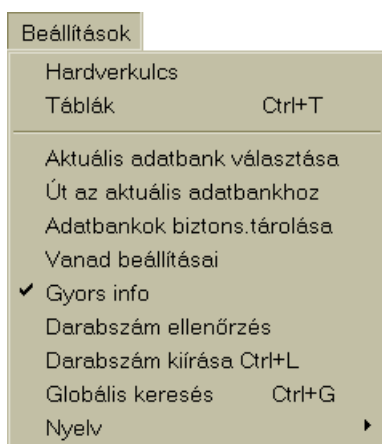 Beállítások
Hardverkulcs
Táblák Ctrl+T
Aktuális adatbank választása
Út az aktuális adatbankhoz
Adatbankok biztons.tárolása
Vanad beállításai
Gyors info
Darabszám ellenőrzés
Darabszám kiírása Ctrl+L
Globális keresés Ctrl+G
Nyelv